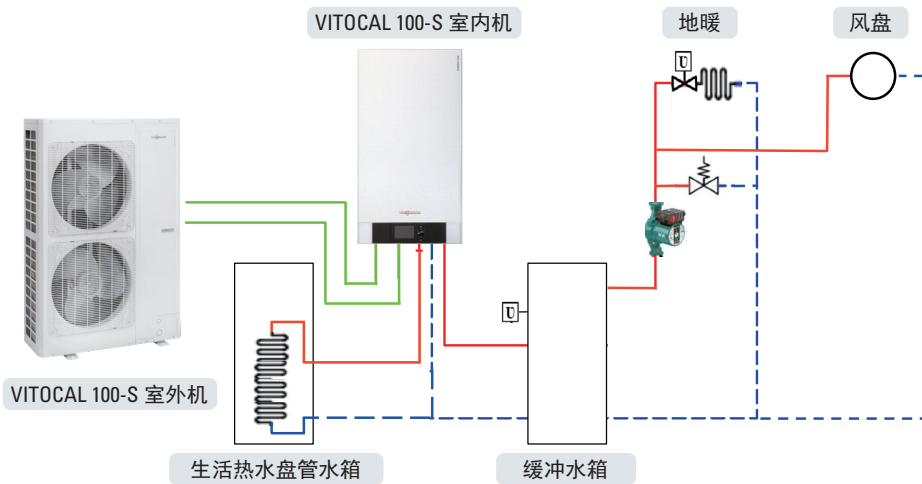 VITOCAL 100-S 室内机
地暖
风盘
U
U
VITOCAL 100-S 室外机
生活热水盘管水箱
缓冲水箱